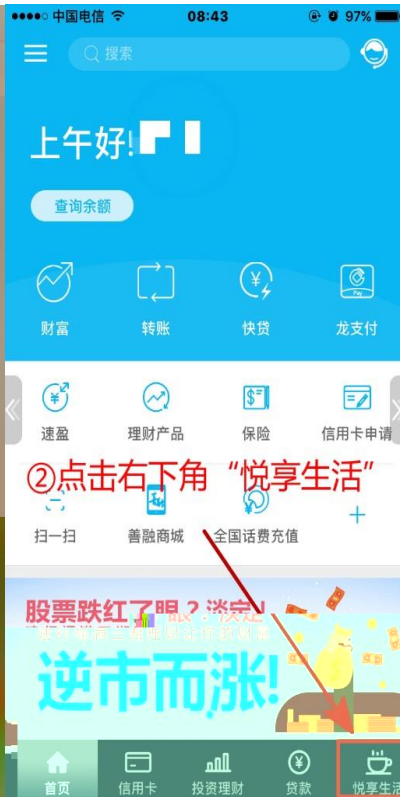 中国电信
08:43
97%
搜索
上午好!
查询余额
财富
转账
快贷
龙支付
Pay
速盈
理财产品
保险
信用卡申请
②点击右下角“悦享生活”
扫一扫
善融商城
全国话费充值
股票跌红了眼？淡定！
逆市而涨!
首页
信用卡
投资理财
贷款
悦享生活